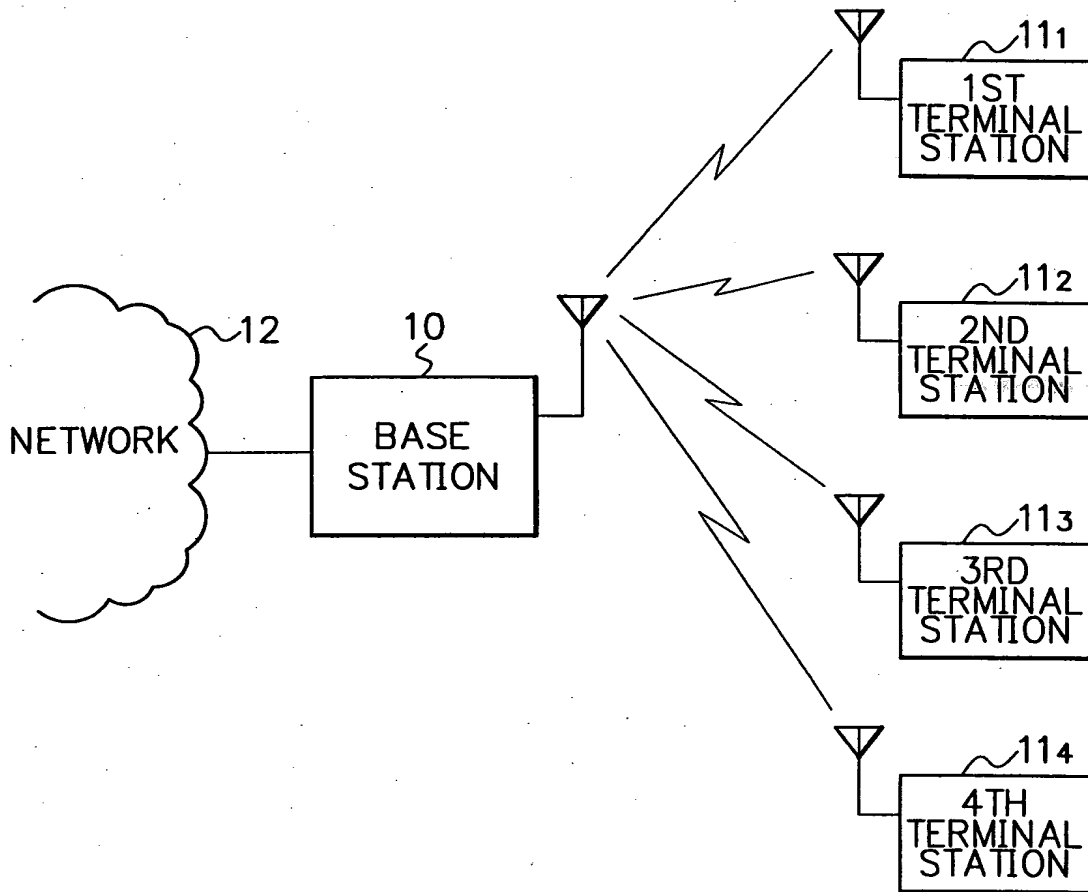 11₁
1ST
TERMINAL
STATION
11₂
2ND
TERMINAL
STATION
12
10
NETWORK
BASE
STATION
11₃
3RD
TERMINAL
STATION
11₄
4TH
TERMINAL
STATION